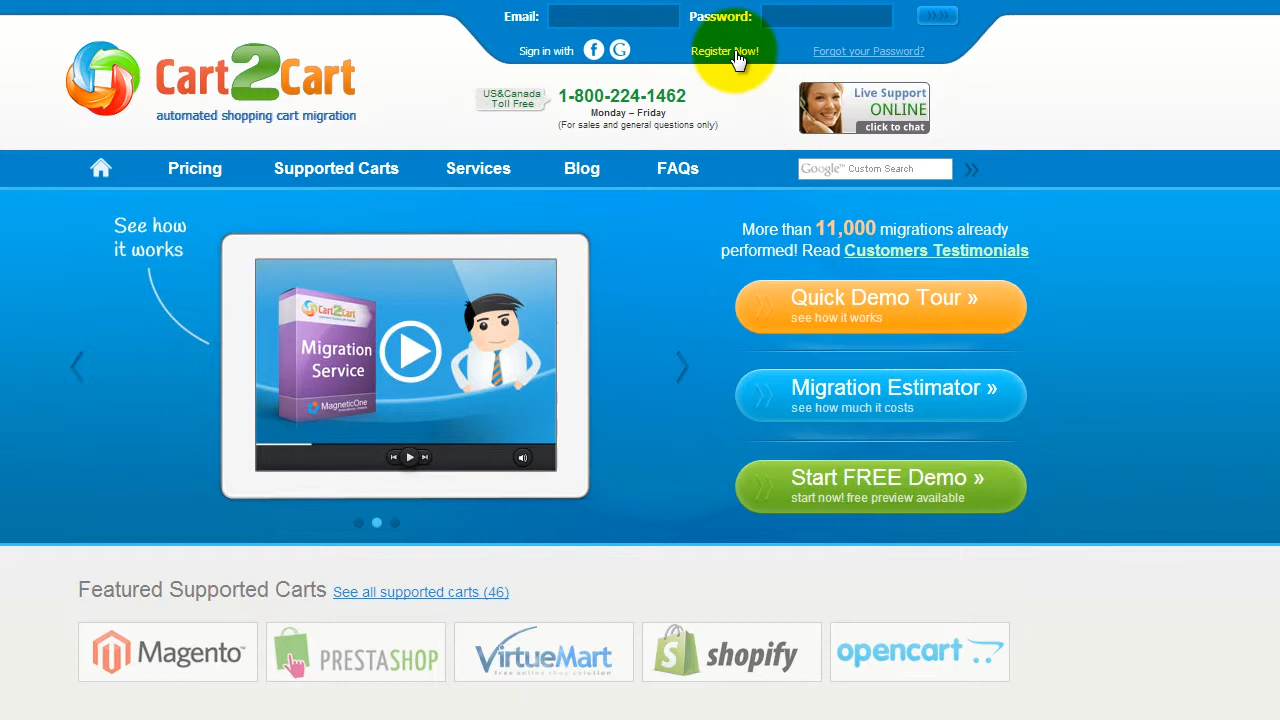 Email:
Password:
Sign in with
f
G
Register Now!
Forgot your Password?
Cart2Cart
automated shopping cart migration
US&Canada
Toll Free
1-800-224-1462
Monday – Friday
(For sales and general questions only)
Live Support
ONLINE
click to chat
Pricing
Supported Carts
Services
Blog
FAQs
Google™ Custom Search
See how
it works
Cart2Cart
Migration
Service
MagneticOne
More than 11,000 migrations already
performed! Read Customers Testimonials
Quick Demo Tour »
see how it works
Migration Estimator »
see how much it costs
Start FREE Demo »
start now! free preview available
Featured Supported Carts
See all supported carts (46)
Magento
PRESTASHOP
VirtueMart
free online shop solution
shopify
opencart